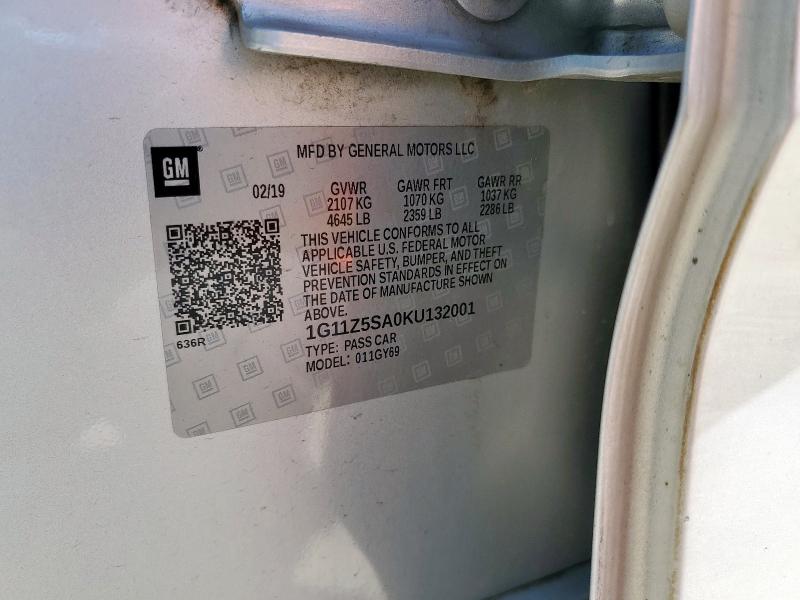 GM
MFD BY GENERAL MOTORS LLC
02/19 GVWR GAWR FRT GAWR RR
2107 KG 1070 KG 1037 KG
4645 LB 2359 LB 2286 LB
THIS VEHICLE CONFORMS TO ALL
APPLICABLE U.S. FEDERAL MOTOR
VEHICLE SAFETY, BUMPER, AND THEFT
PREVENTION STANDARDS IN EFFECT ON
THE DATE OF MANUFACTURE SHOWN
ABOVE.
1G11Z5SA0KU132001
636R
TYPE: PASS CAR
MODEL: 011GY69